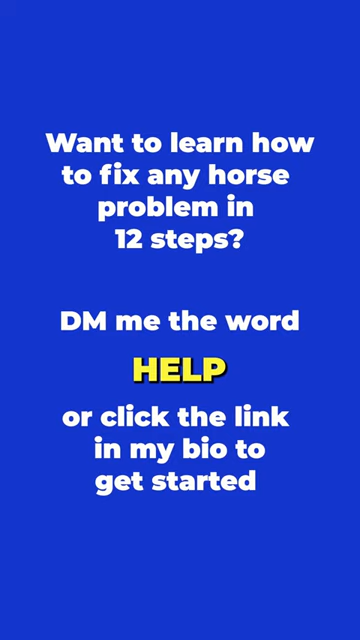 Want to learn how
to fix any horse
problem in
12 steps?
DM me the word
HELP
or click the link
in my bio to
get started